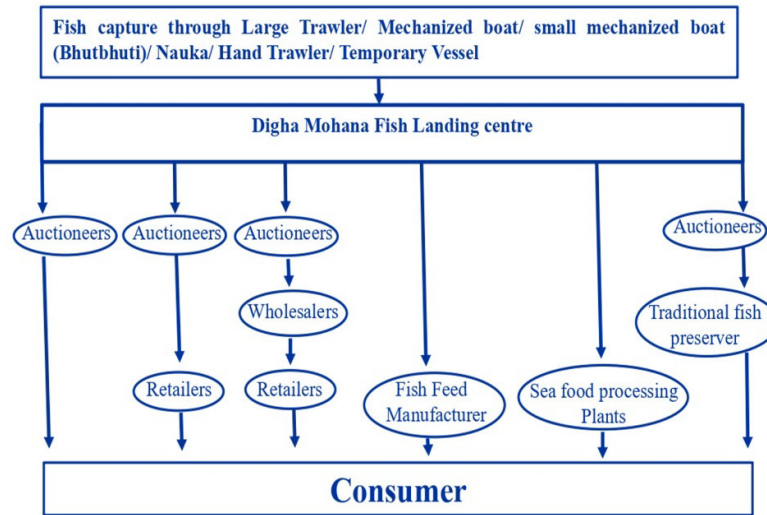 Fish capture through Large Trawler/ Mechanized boat/ small mechanized boat
(Bhutbhuti)/ Nauka/ Hand Trawler/ Temporary Vessel
Digha Mohana Fish Landing centre
Auctioneers
Auctioneers
Auctioneers
Auctioneers
Wholesalers
Traditional fish
preserver
Retailers
Retailers
Fish Feed
Manufacturer
Sea food processing
Plants
Consumer